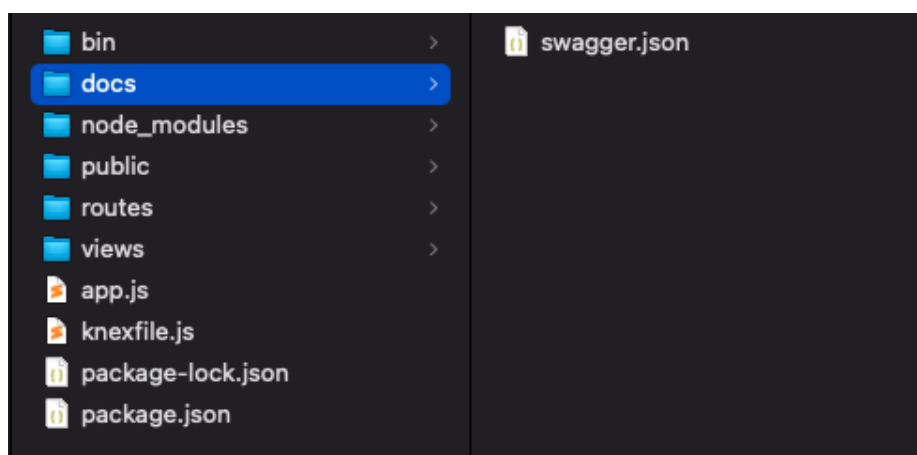 bin
docs
node_modules
public
routes
views
app.js
knexfile.js
package-lock.json
package.json
swagger.json